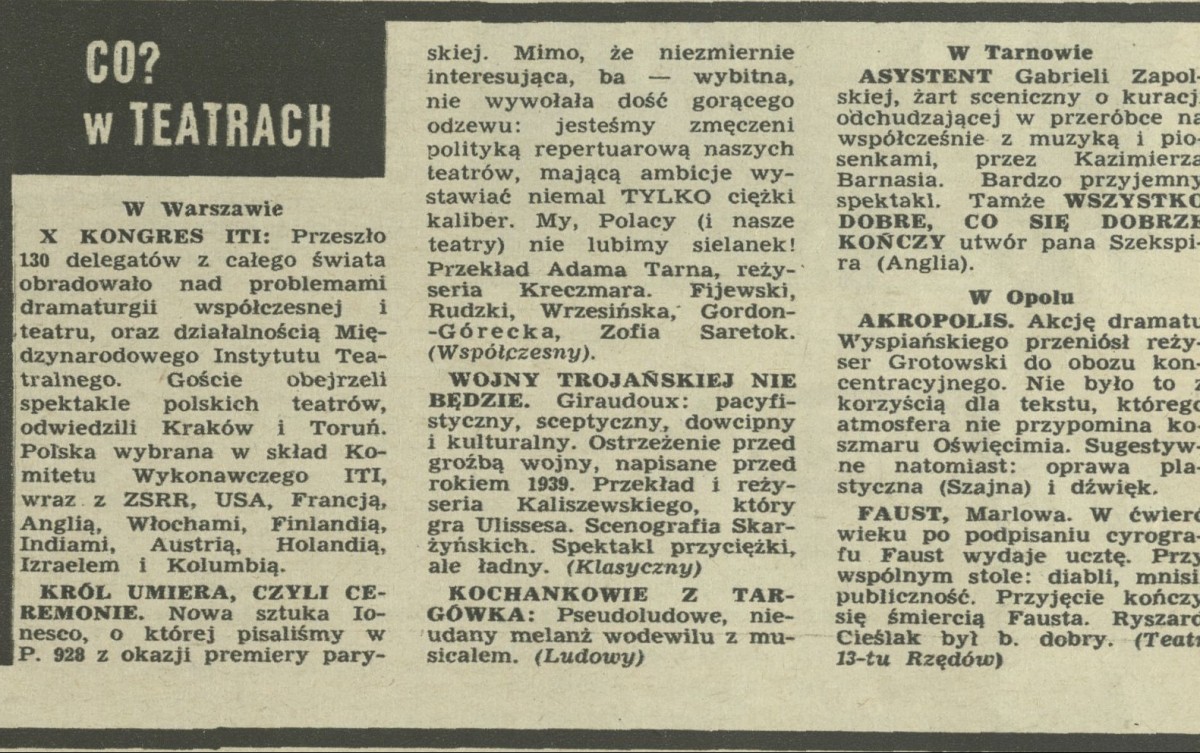 CO?
w TEATRACH
W Warszawie
X KONGRES ITI: Przeszło
130 delegatów z całego świata
obradowało nad problemami
dramaturgii współczesnej i
teatru, oraz działalnością Mię-
dzynarodowego Instytutu Tea-
tralnego. Goście obejrzeli
spektakle polskich teatrów,
odwiedzili Kraków i Toruń.
Polska wybrana w skład Ko-
mitetu Wykonawczego ITI,
wraz z ZSRR, USA, Francją,
Anglią, Włochami, Finlandią,
Indiami, Austrią, Holandią,
Izraelem i Kolumbią.
KRÓL UMIERA, CZYLI CE-
REMONIE. Nowa sztuka Io-
nesco, o której pisaliśmy w
P. 928 z okazji premiery pary-
skiej. Mimo, że niezmiernie
interesująca, ba — wybitna,
nie wywołała dość gorącego
odzewu: jesteśmy zmęczeni
polityką repertuarową naszych
teatrów, mającą ambicje wy-
stawiać niemal TYLKO ciężki
kaliber. My, Polacy (i nasze
teatry) nie lubimy sielanek!
Przekład Adama Tarna, reży-
seria Kreczmara. Fijewski,
Rudzki, Wrzesińska, Gordon-
-Górecka, Zofia Saretok.
(Współczesny).
WOJNY TROJAŃSKIEJ NIE
BĘDZIE. Giraudoux: pacyfi-
styczny, sceptyczny, dowcipny
i kulturalny. Ostrzeżenie przed
groźbą wojny, napisane przed
rokiem 1939. Przekład i reży-
seria Kaliszewskiego, który
gra Ulissesa. Scenografia Skar-
żyńskich. Spektakl przyciężki,
ale ładny. (Klasyczny)
KOCHANKOWIE Z TAR-
GÓWKA: Pseudoludowe, nie-
udany melanż wodewilu z mu-
sicalem. (Ludowy)
W Tarnowie
ASYSTENT Gabrieli Zapol-
skiej, żart sceniczny o kuracji
odchudzającej w przeróbce na
współcześnie z muzyką i pio-
senkami, przez Kazimierza
Barnasia. Bardzo przyjemny
spektakl. Tamże WSZYSTKO
DOBRE, CO SIĘ DOBRZE
KOŃCZY utwór pana Szekspi-
ra (Anglia).
W Opolu
AKROPOLIS. Akcję dramatu
Wyspiańskiego przeniósł reży-
ser Grotowski do obozu kon-
centracyjnego. Nie było to z
korzyścią dla tekstu, którego
atmosfera nie przypomina ko-
szmaru Oświęcimia. Sugestyw-
ne natomiast: oprawa pla-
styczna (Szajna) i dźwięk.
FAUST, Marlowa. W ćwierć
wieku po podpisaniu cyrogra-
fu Faust wydaje ucztę. Przy
wspólnym stole: diabli, mnisi
publiczność. Przyjęcie kończy
się śmiercią Fausta. Ryszard
Cieślak był b. dobry. (Teatr
13-tu Rzędów)